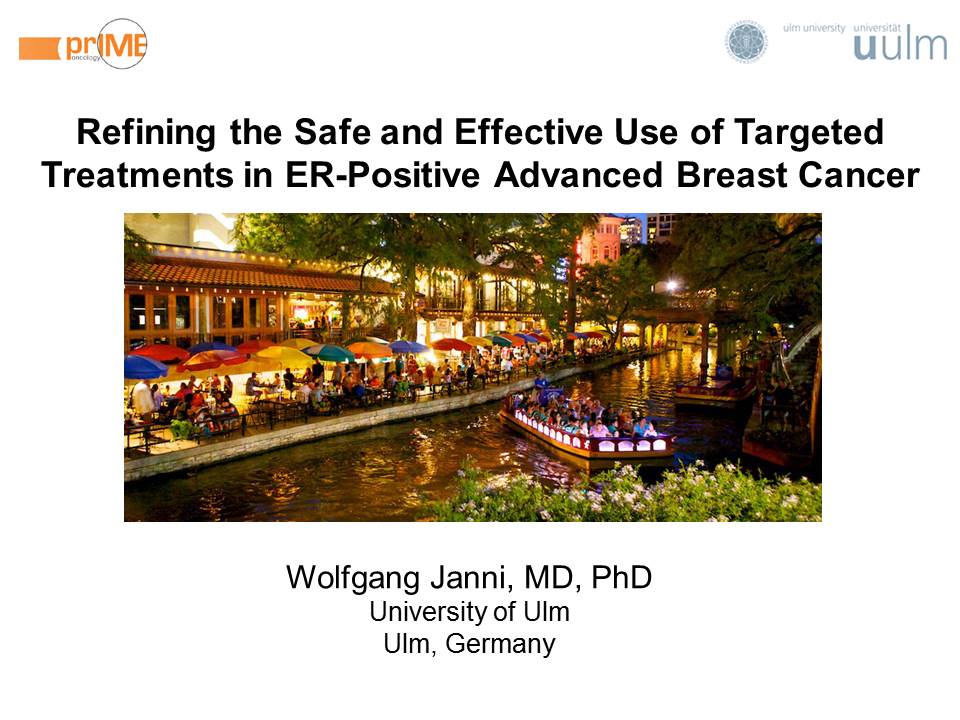 prIME
oncology
ulm university universität
uulm
Refining the Safe and Effective Use of Targeted
Treatments in ER-Positive Advanced Breast Cancer
Wolfgang Janni, MD, PhD
University of Ulm
Ulm, Germany